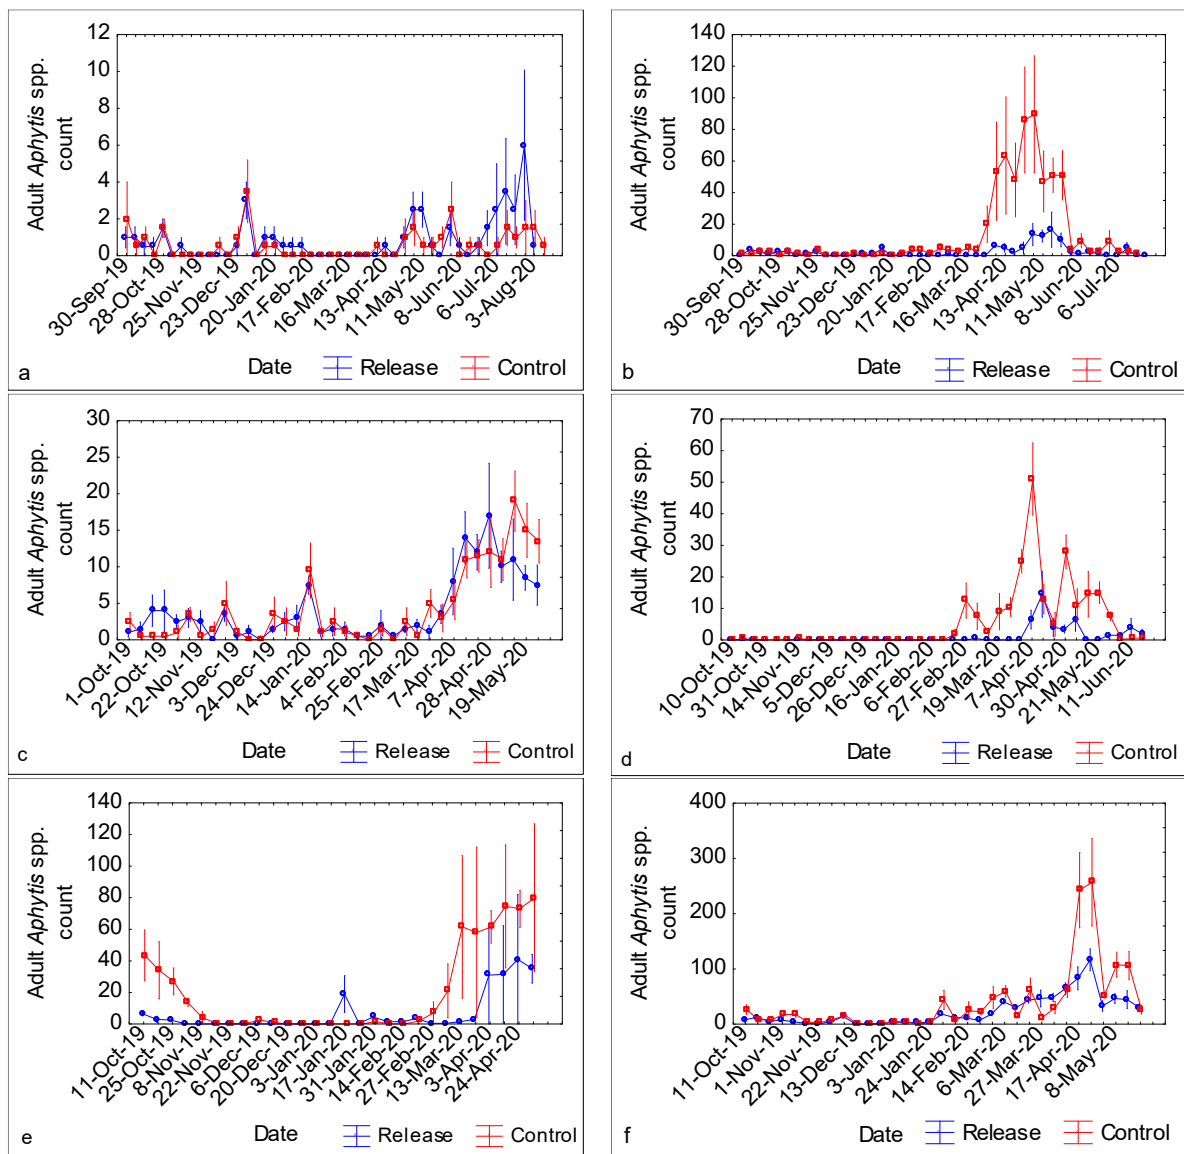 Adult Aphytis spp.
count
12
10
8
6
4
2
0
30-Sep-19
28-Oct-19
25-Nov-19
23-Dec-19
20-Jan-20
17-Feb-20
16-Mar-20
13-Apr-20
11-May-20
8-Jun-20
6-Jul-20
3-Aug-20
a
Date
Release
Control
Adult Aphytis spp.
count
140
120
100
80
60
40
20
0
30-Sep-19
28-Oct-19
25-Nov-19
23-Dec-19
20-Jan-20
17-Feb-20
16-Mar-20
13-Apr-20
11-May-20
8-Jun-20
6-Jul-20
b
Date
Release
Control
Adult Aphytis spp.
count
30
25
20
15
10
5
0
1-Oct-19
22-Oct-19
12-Nov-19
3-Dec-19
24-Dec-19
14-Jan-20
4-Feb-20
25-Feb-20
17-Mar-20
7-Apr-20
28-Apr-20
19-May-20
c
Date
Release
Control
Adult Aphytis spp.
count
70
60
50
40
30
20
10
0
10-Oct-19
31-Oct-19
14-Nov-19
5-Dec-19
26-Dec-19
16-Jan-20
6-Feb-20
27-Feb-20
19-Mar-20
7-Apr-20
30-Apr-20
21-May-20
11-Jun-20
d
Date
Release
Control
Adult Aphytis spp.
count
140
120
100
80
60
40
20
0
11-Oct-19
25-Oct-19
8-Nov-19
22-Nov-19
6-Dec-19
20-Dec-19
3-Jan-20
17-Jan-20
31-Jan-20
14-Feb-20
27-Feb-20
13-Mar-20
3-Apr-20
24-Apr-20
e
Date
Release
Control
Adult Aphytis spp.
count
400
300
200
100
0
11-Oct-19
1-Nov-19
22-Nov-19
13-Dec-19
3-Jan-20
24-Jan-20
14-Feb-20
6-Mar-20
27-Mar-20
17-Apr-20
8-May-20
f
Date
Release
Control